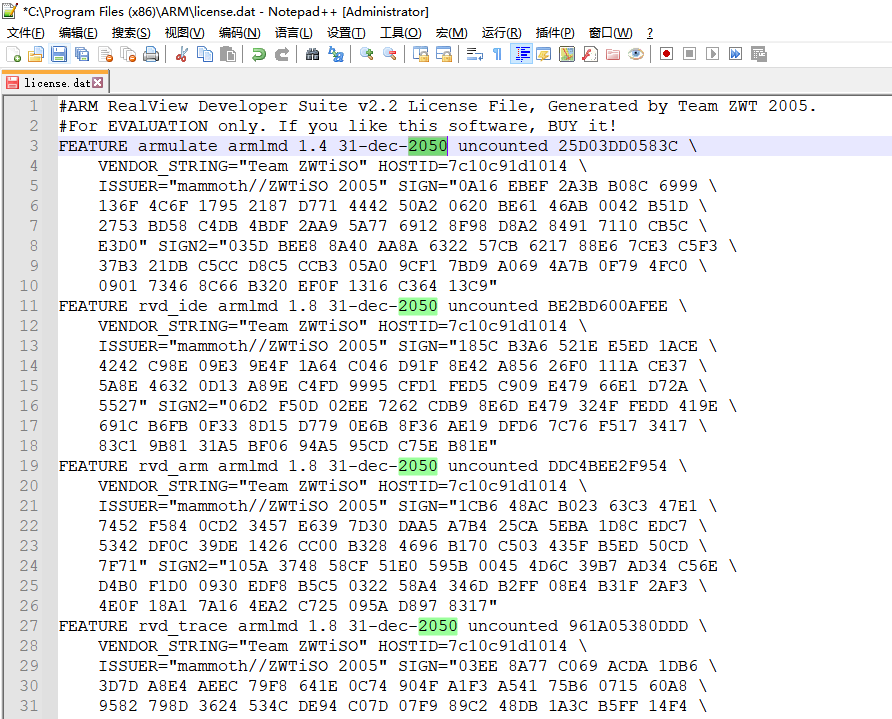 *C:\Program Files (x86)\ARM\license.dat - Notepad++ [Administrator]
文件(F) 编辑(E) 搜索(S) 视图(V) 编码(N) 语言(L) 设置(T) 工具(O) 宏(M) 运行(R) 插件(P) 窗口(W) ?
license.dat
1 #ARM RealView Developer Suite v2.2 License File, Generated by Team ZWT 2005.
2 #For EVALUATION only. If you like this software, BUY it!
3 FEATURE armulate armlmd 1.4 31-dec-2050 uncounted 25D03DD0583C \
4 VENDOR_STRING="Team ZWTiSO" HOSTID=7c10c91d1014 \
5 ISSUER="mammoth//ZWTiSO 2005" SIGN="0A16 EBEF 2A3B B08C 6999 \
6 136F 4C6F 1795 2187 D771 4442 50A2 0620 BE61 46AB 0042 B51D \
7 2753 BD58 C4DB 4BDF 2AA9 5A77 6912 8F98 D8A2 8491 7110 CB5C \
8 E3D0" SIGN2="035D BEE8 8A40 AA8A 6322 57CB 6217 88E6 7CE3 C5F3 \
9 37B3 21DB C5CC D8C5 CCB3 05A0 9CF1 7BD9 A069 4A7B 0F79 4FC0 \
10 0901 7346 8C66 B320 EF0F 1316 C364 13C9"
11 FEATURE rvd_ide armlmd 1.8 31-dec-2050 uncounted BE2BD600AFEE \
12 VENDOR_STRING="Team ZWTiSO" HOSTID=7c10c91d1014 \
13 ISSUER="mammoth//ZWTiSO 2005" SIGN="185C B3A6 521E E5ED 1ACE \
14 4242 C98E 09E3 9E4F 1A64 C046 D91F 8E42 A856 26F0 111A CE37 \
15 5A8E 4632 0D13 A89E C4FD 9995 CFD1 FED5 C909 E479 66E1 D72A \
16 5527" SIGN2="06D2 F50D 02EE 7262 CDB9 8E6D E479 324F FEDD 419E \
17 691C B6FB 0F33 8D15 D779 0E6B 8F36 AE19 DFD6 7C76 F517 3417 \
18 83C1 9B81 31A5 BF06 94A5 95CD C75E B81E"
19 FEATURE rvd_arm armlmd 1.8 31-dec-2050 uncounted DDC4BEE2F954 \
20 VENDOR_STRING="Team ZWTiSO" HOSTID=7c10c91d1014 \
21 ISSUER="mammoth//ZWTiSO 2005" SIGN="1CB6 48AC B023 63C3 47E1 \
22 7452 F584 0CD2 3457 E639 7D30 DAA5 A7B4 25CA 5EBA 1D8C EDC7 \
23 5342 DF0C 39DE 1426 CC00 B328 4696 B170 C503 435F B5ED 50CD \
24 7F71" SIGN2="105A 3748 58CF 51E0 595B 0045 4D6C 39B7 AD34 C56E \
25 D4B0 F1D0 0930 EDF8 B5C5 0322 58A4 346D B2FF 08E4 B31F 2AF3 \
26 4E0F 18A1 7A16 4EA2 C725 095A D897 8317"
27 FEATURE rvd_trace armlmd 1.8 31-dec-2050 uncounted 961A05380DDD \
28 VENDOR_STRING="Team ZWTiSO" HOSTID=7c10c91d1014 \
29 ISSUER="mammoth//ZWTiSO 2005" SIGN="03EE 8A77 C069 ACDA 1DB6 \
30 3D7D A8E4 AEEC 79F8 641E 0C74 904F A1F3 A541 75B6 0715 60A8 \
31 9582 798D 3624 534C DE94 C07D 07F9 89C2 48DB 1A3C B5FF 14F4 \